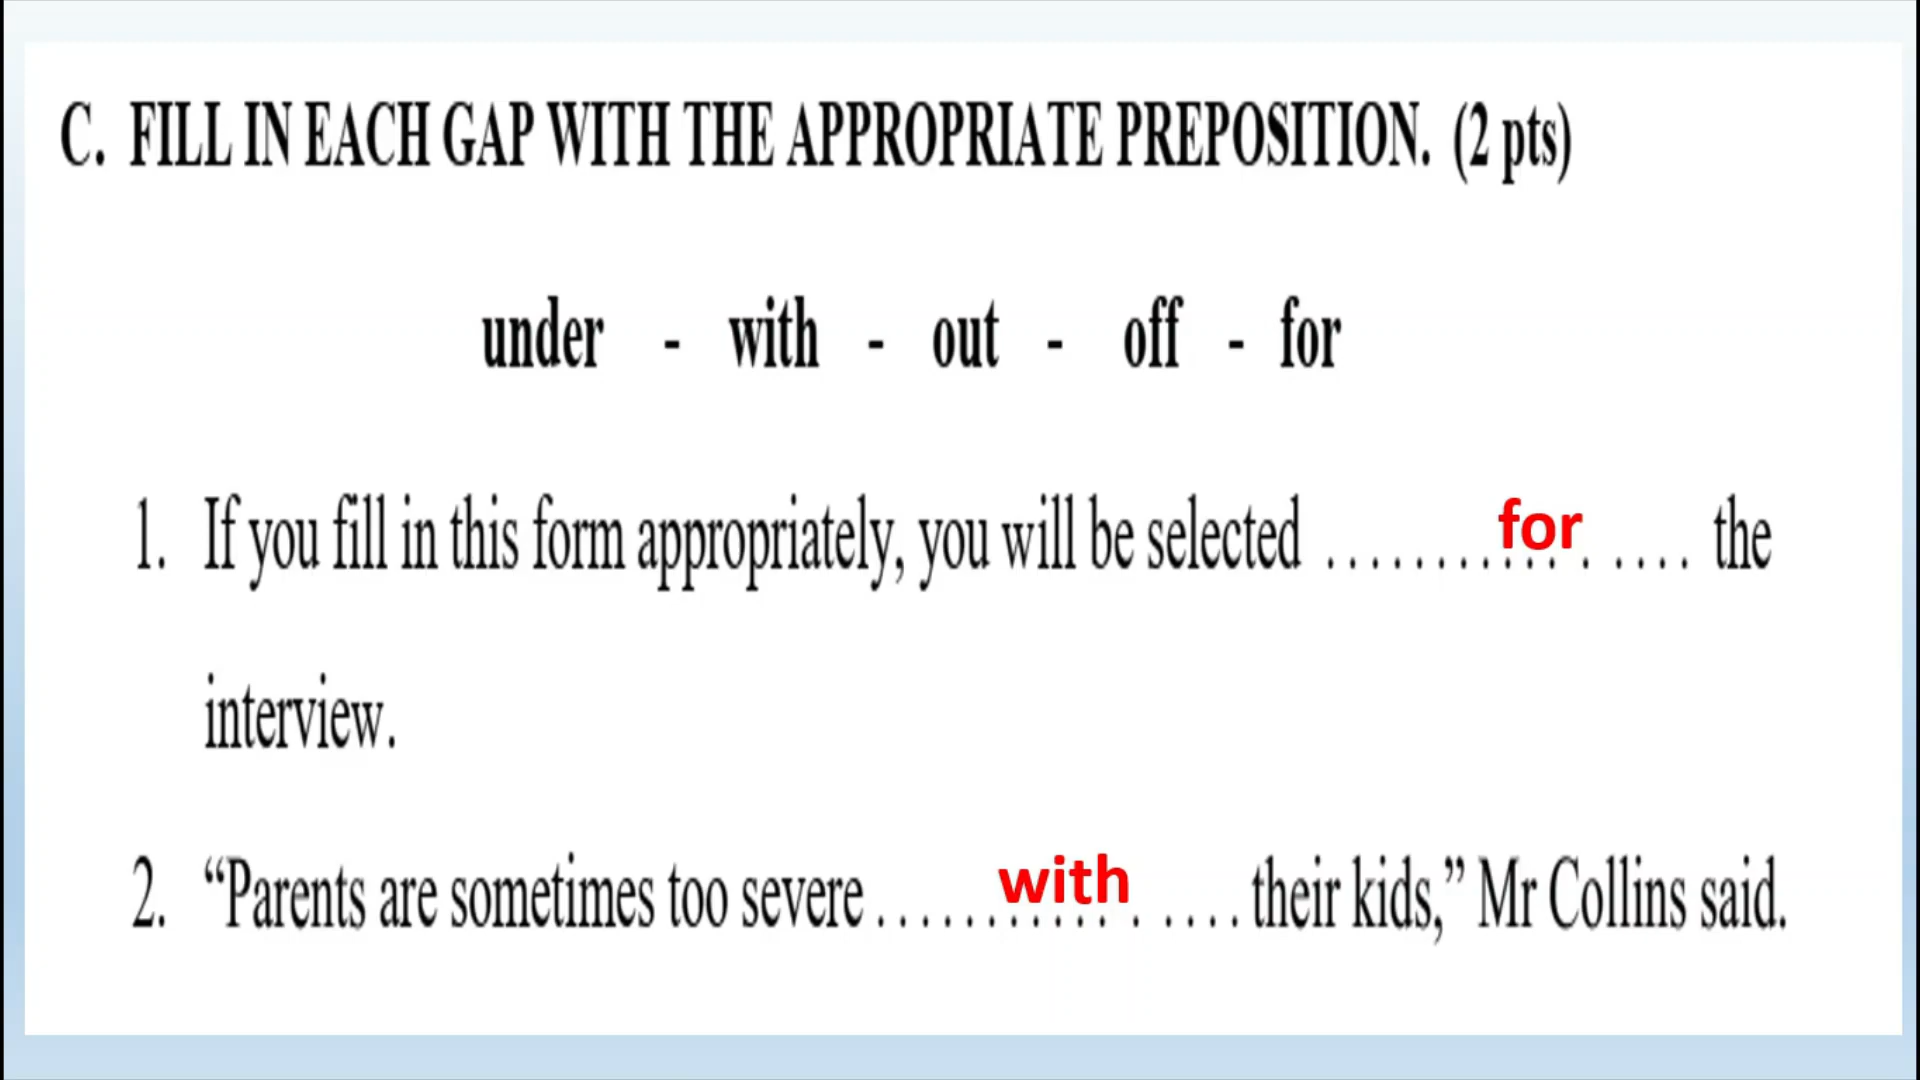 C. FILL IN EACH GAP WITH THE APPROPRIATE PREPOSITION. (2 pts)
under - with - out - off - for
1. If you fill in this form appropriately, you will be selected ........... for . .... the
interview.
2. “Parents are sometimes too severe ........... with . .... their kids,” Mr Collins said.